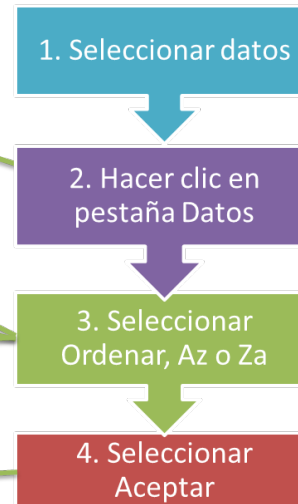 1. Seleccionar datos
2. Hacer clic en
pestaña Datos
3. Seleccionar
Ordenar, Az o Za
4. Seleccionar
Aceptar